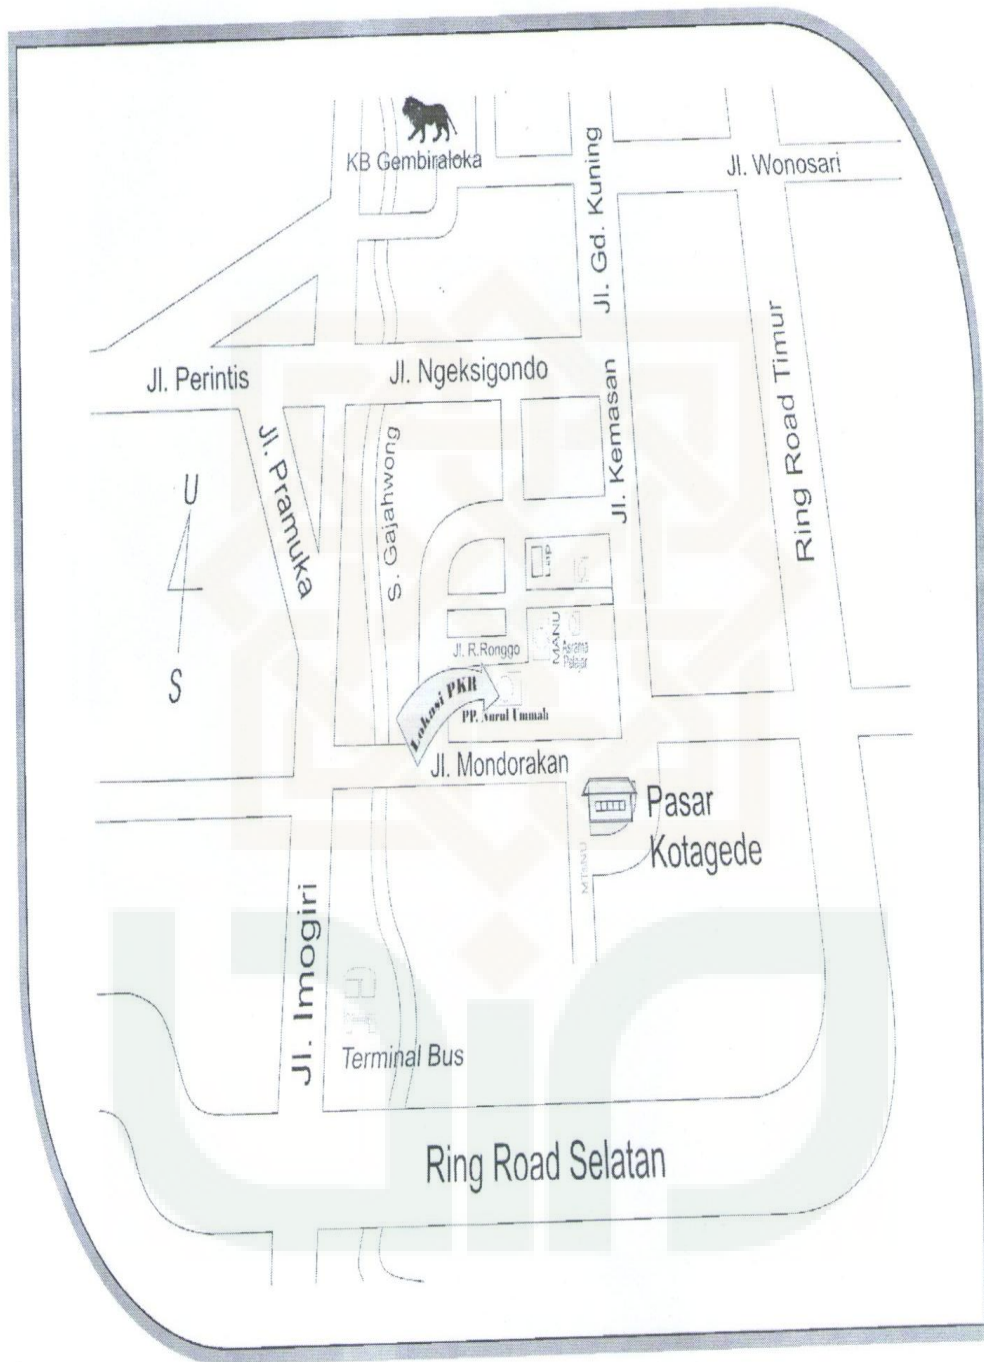 KB Gembiraloka
Jl. Wonosari
Jl. Gd. Kuning
Jl. Perintis
Jl. Ngeksigondo
Jl. Kemasan
Ring Road Timur
Jl. Pramuka
S. Gajahwong
U
S
Lap
MANU
Asrama
Pelajar
Jl. R.Ronggo
Lokasi PKR
PP. Nurul Ummah
Jl. Mondorakan
Pasar
Kotagede
Jl. Imogiri
Terminal Bus
Ring Road Selatan